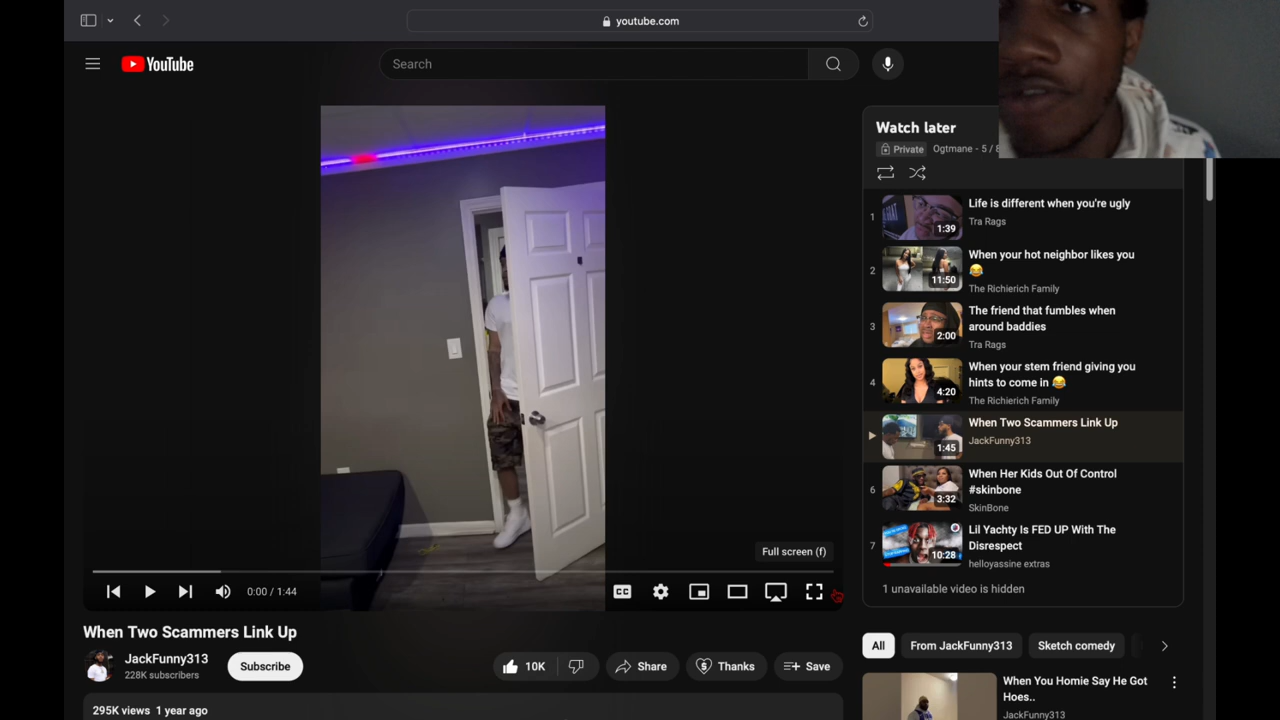 youtube.com
YouTube
Search
Watch later
Private
Ogtmane - 5 / 8
1
Life is different when you're ugly
Tra Rags
1:39
2
When your hot neighbor likes you
😂
The Richierich Family
11:50
3
The friend that fumbles when
around baddies
Tra Rags
2:00
4
When your stem friend giving you
hints to come in 😂
The Richierich Family
4:20
When Two Scammers Link Up
JackFunny313
1:45
6
When Her Kids Out Of Control
#skinbone
SkinBone
3:32
7
Lil Yachty Is FED UP With The
Disrespect
helloyassine extras
10:28
1 unavailable video is hidden
Full screen (f)
0:00 / 1:44
CC
When Two Scammers Link Up
JackFunny313
228K subscribers
Subscribe
10K
Share
Thanks
Save
295K views 1 year ago
All
From JackFunny313
Sketch comedy
When You Homie Say He Got
Hoes..
JackFunny313